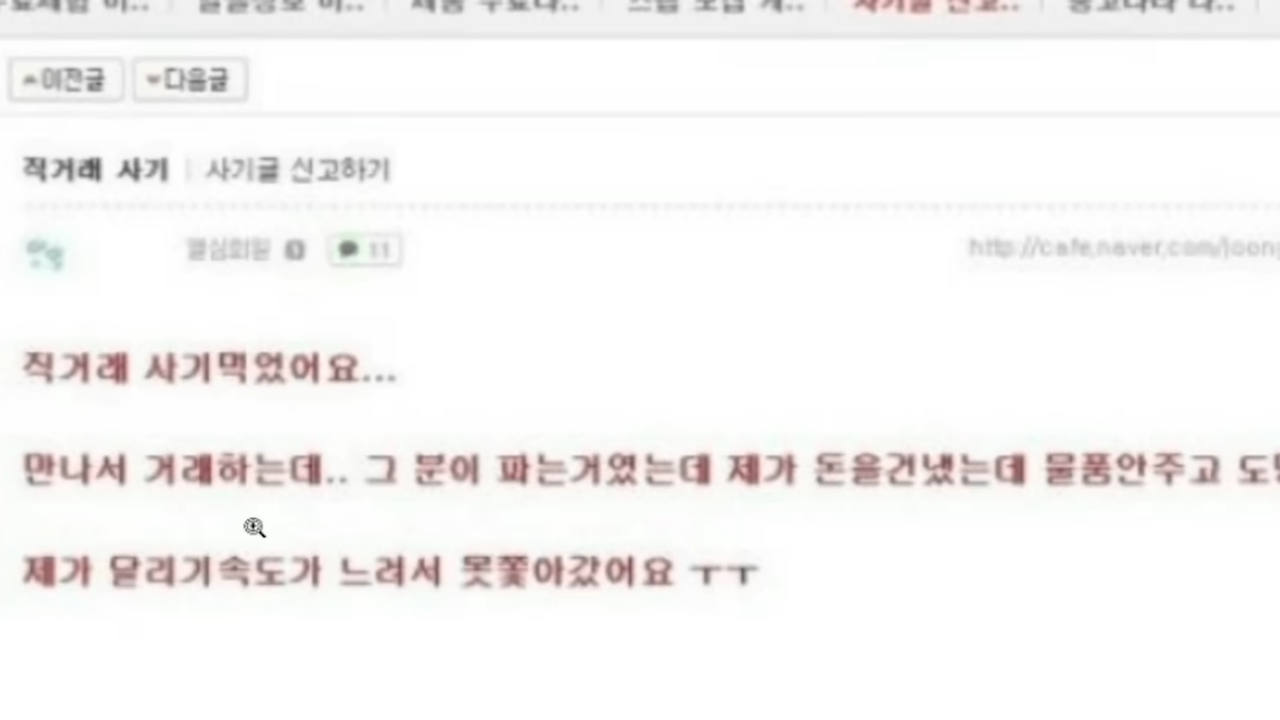 이전글 다음글
직거래 사기 | 사기글 신고하기
열심회원 11 http://cafe.naver.com/joong
직거래 사기먹었어요...
만나서 거래하는데.. 그 분이 파는거였는데 제가 돈을건냈는데 물품안주고
제가 달리기속도가 느려서 못쫓아갔어요 ㅜㅜ